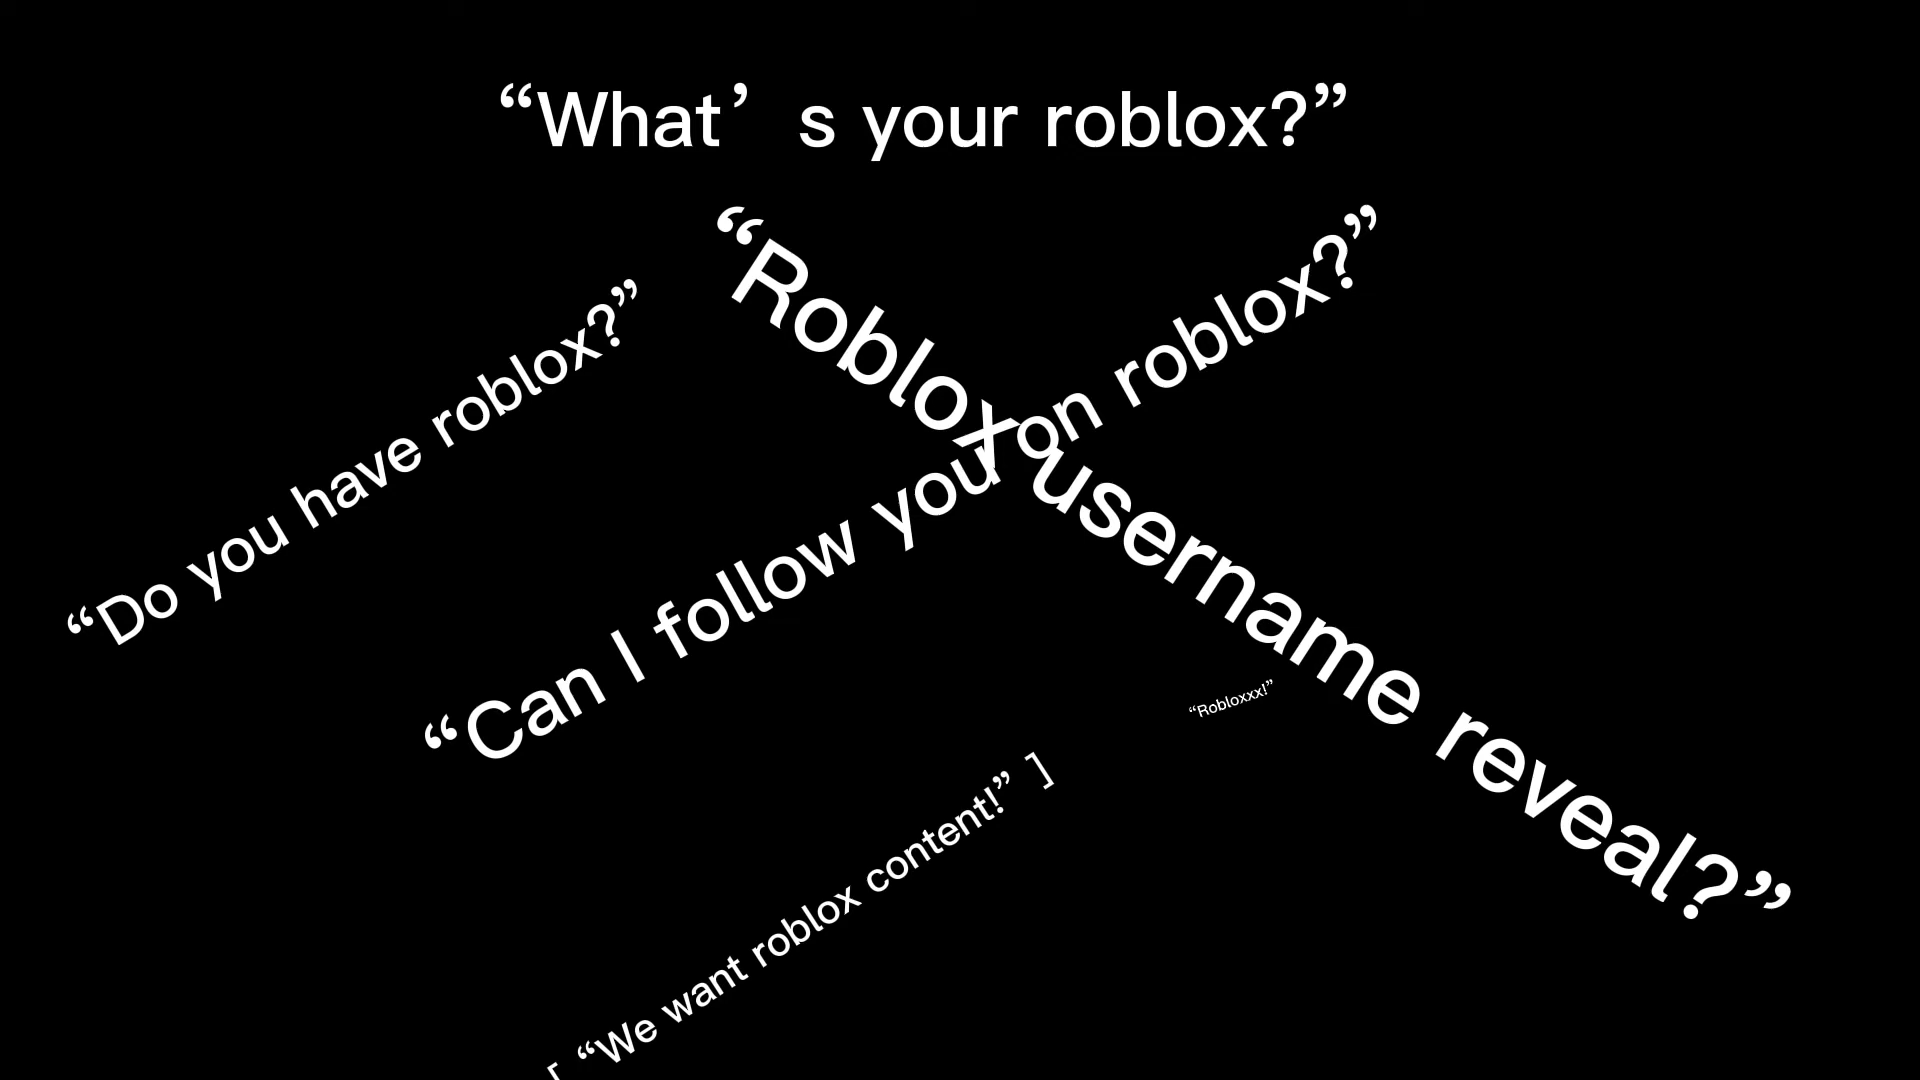 “What’s your roblox?”
“Roblox username reveal?”
“Can I follow you on roblox?”
“Do you have roblox?”
“Robloxxx!”
[ “We want roblox content!” ]